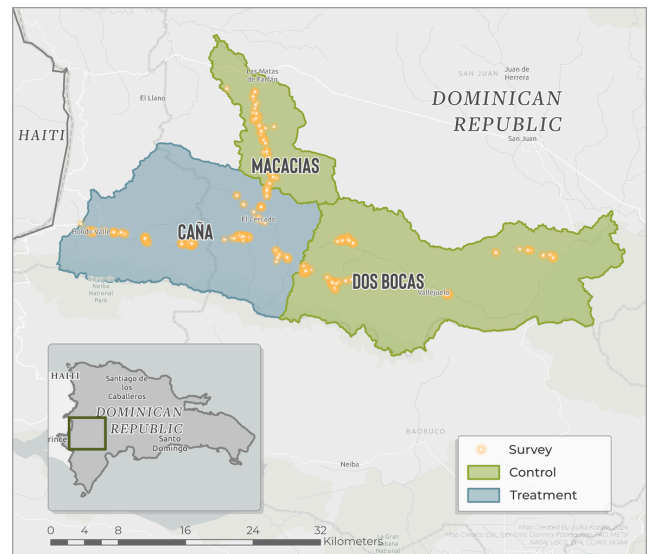 Las Matas
de Farfán
SAN JUAN
Juan de
Herrera
El Llano
DOMINICAN
REPUBLIC
HAITI
San Juan
MACACIAS
El Cercado
Hondo Valle
CAÑA
DOS BOCAS
Neiba
National
Park
Vallejuelo
HAITI
Santiago de
los
Caballeros
DOMINICAN
REPUBLIC
rince
Santo
Domingo
BAORUCO
Neiba
Survey
Control
Treatment
0 4 8 16 24 32
Kilometers
National